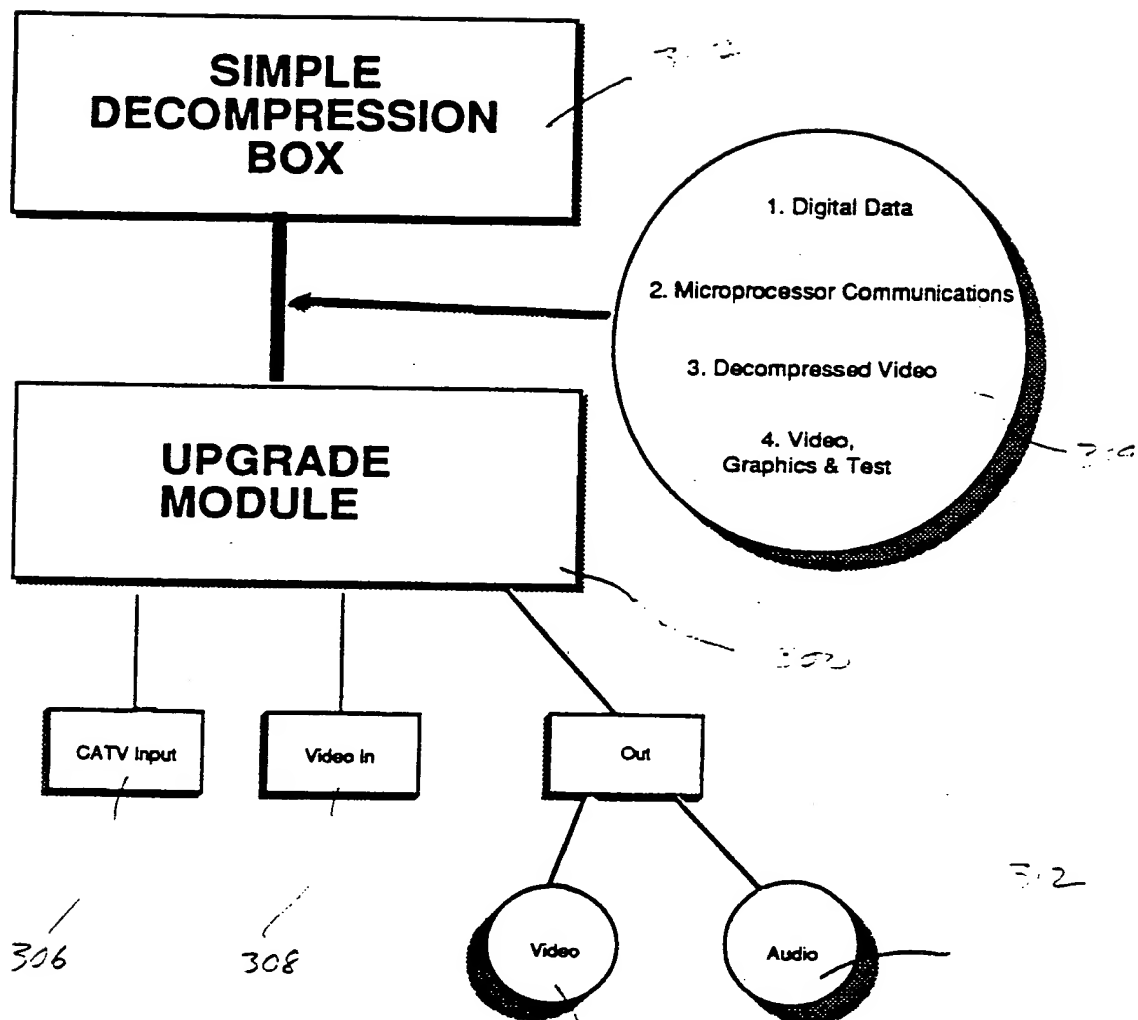 SIMPLE
DECOMPRESSION
BOX
1. Digital Data
2. Microprocessor Communications
3. Decompressed Video
4. Video,
Graphics & Test
UPGRADE
MODULE
CATV Input
Video In
Out
Video
Audio
306
308